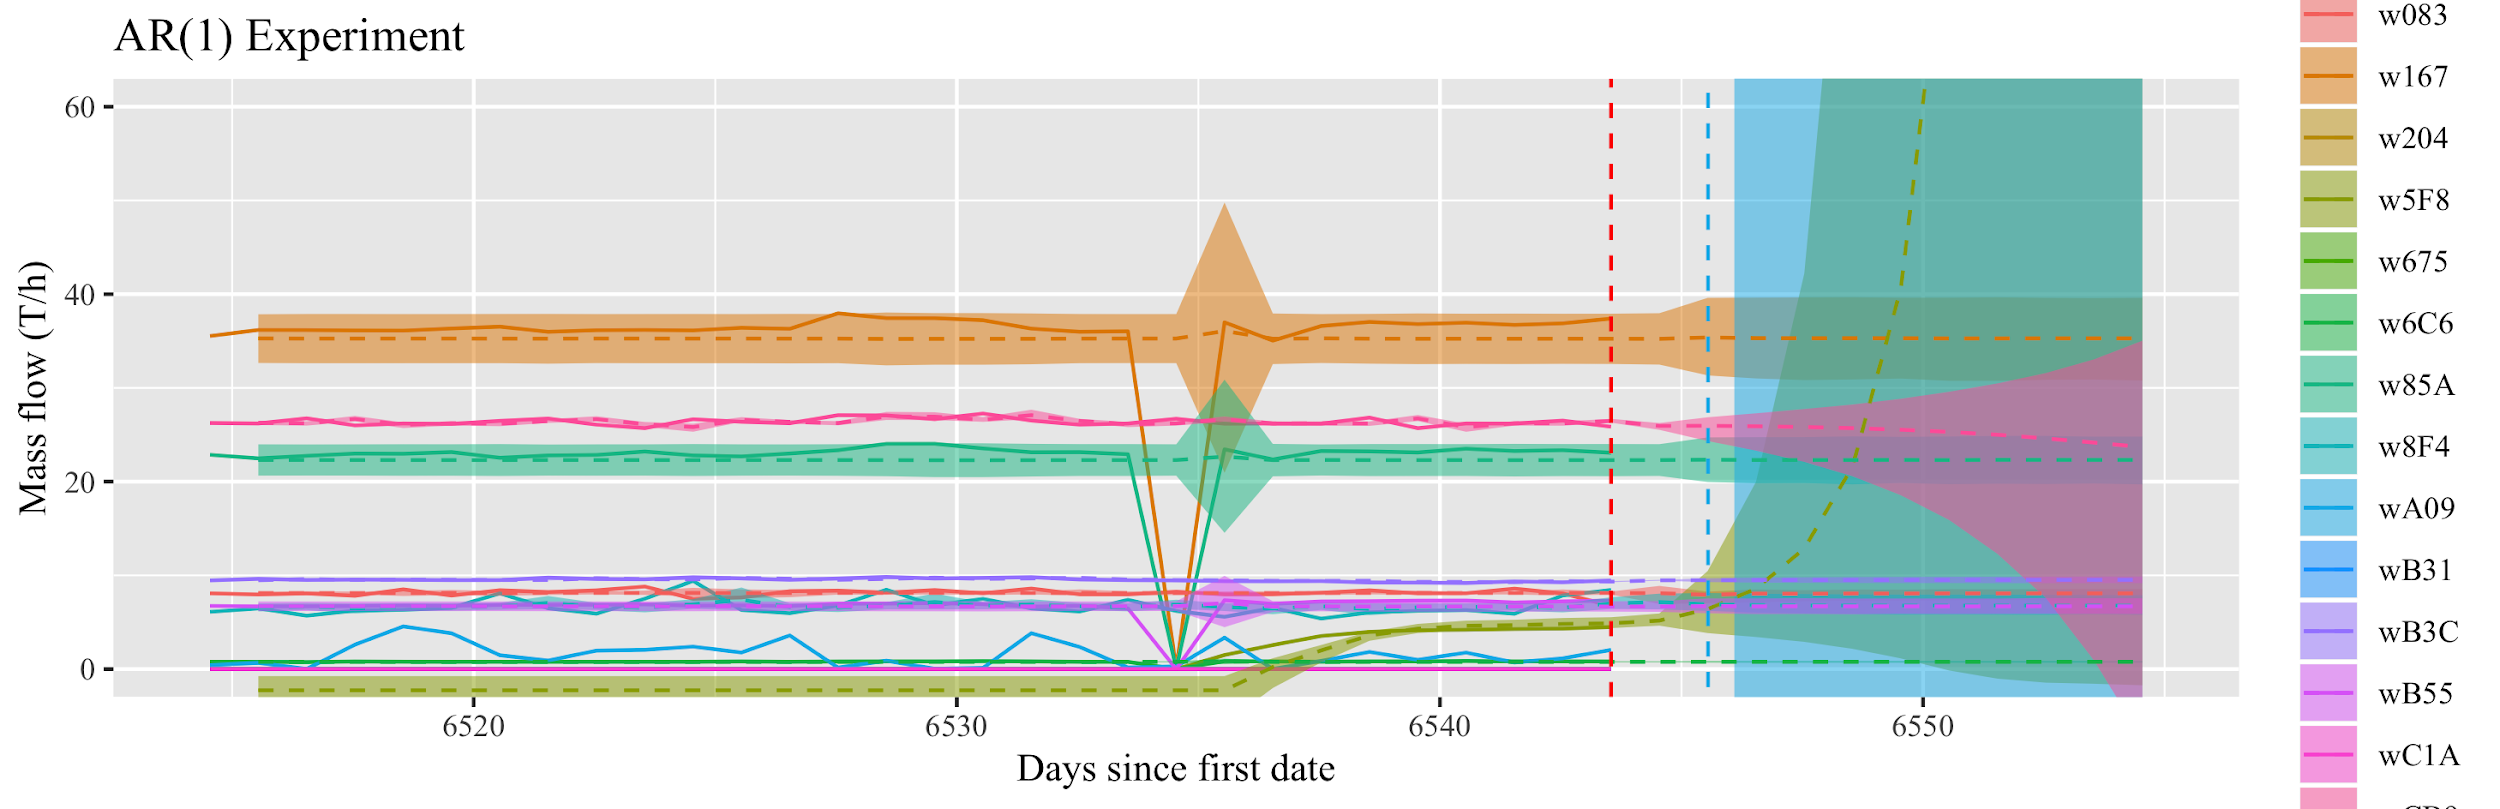 AR(1) Experiment
Mass flow (T/h)
60
40
20
0
6520
6530
6540
6550
Days since first date
w083
w167
w204
w5F8
w675
w6C6
w85A
w8F4
wA09
wB31
wB3C
wB55
wC1A